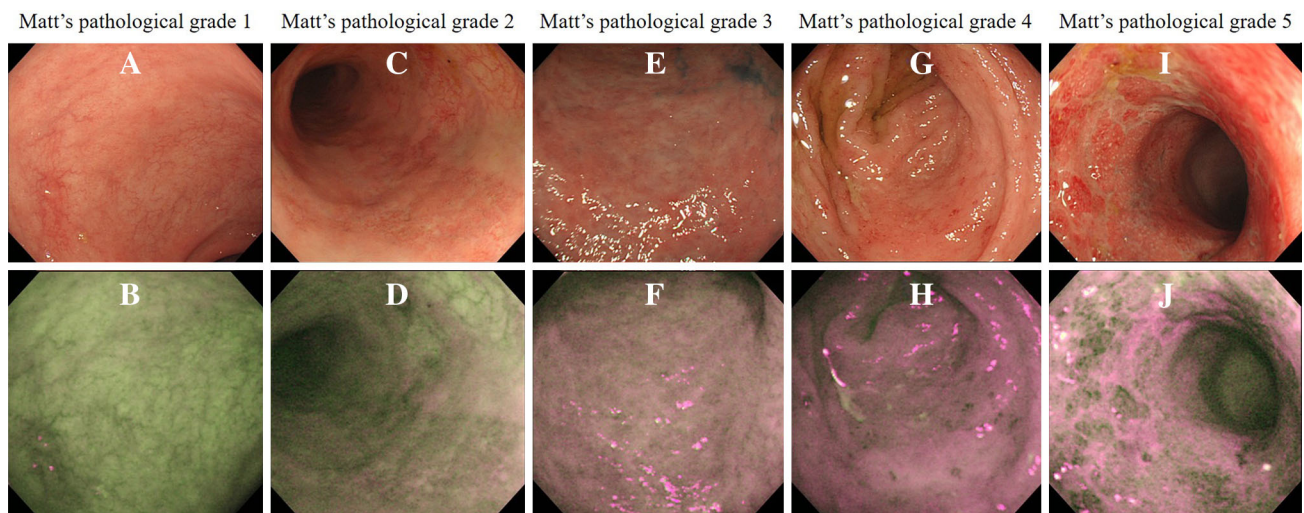 Matt's pathological grade 1 Matt's pathological grade 2 Matt's pathological grade 3 Matt's pathological grade 4 Matt's pathological grade 5
A C E G I
B D F H J